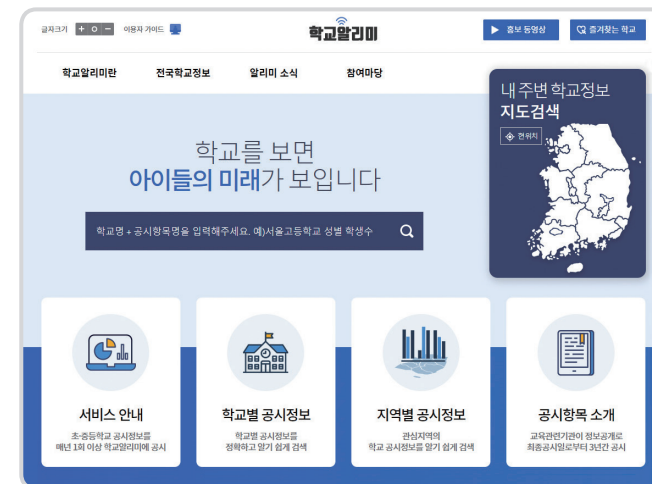 글자크기 + O - 이용자 가이드
학교알리미
홍보 동영상
즐겨찾는 학교
학교알리미란 전국학교정보 알리미 소식 참여마당
내 주변 학교정보
지도검색
현위치
학교를 보면
아이들의 미래가 보입니다
학교명 + 공시항목명을 입력해주세요. 예)서울고등학교 성별 학생수
서비스 안내
초·중등학교 공시정보를
매년 1회 이상 학교알리미에 공시
학교별 공시정보
학교별 공시정보를
정확하고 알기 쉽게 검색
지역별 공시정보
관심지역의
학교 공시정보를 알기 쉽게 검색
공시항목 소개
교육관련기관이 정보공개로
최종공시일로부터 3년간 공시